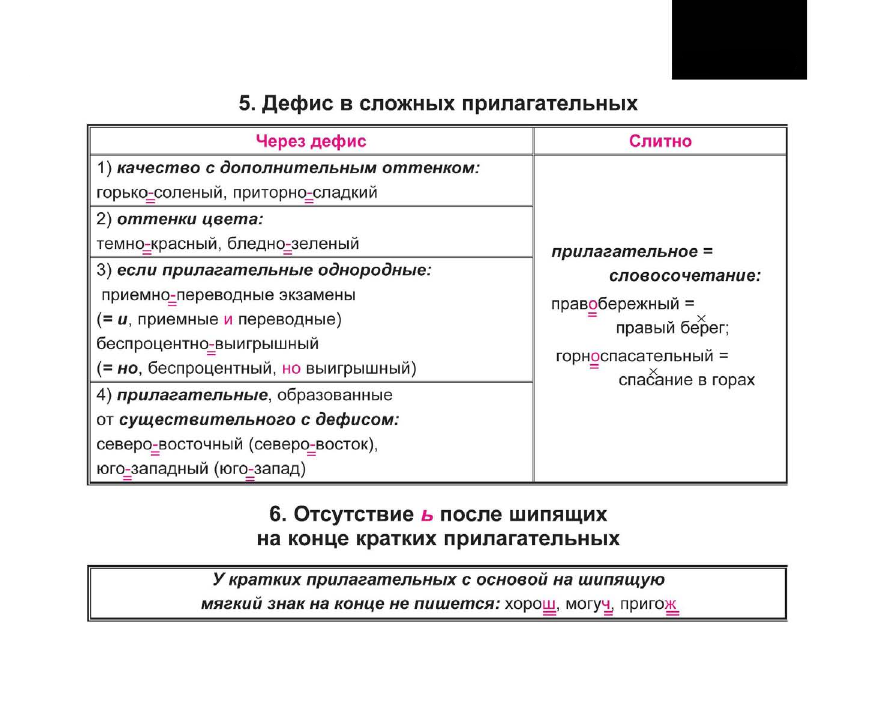 5. Дефис в сложных прилагательных
Через дефис
Слитно
1) качество с дополнительным оттенком:
горько-соленый, приторно-сладкий
2) оттенки цвета:
темно-красный, бледно-зеленый
3) если прилагательные однородные:
приемно-переводные экзамены
(= и, приемные и переводные)
беспроцентно-выигрышный
(= но, беспроцентный, но выигрышный)
4) прилагательные, образованные
от существительного с дефисом:
северо-восточный (северо-восток),
юго-западный (юго-запад)
прилагательное =
словосочетание:
правобережный =
правый берег;
горноспасательный =
спасание в горах
6. Отсутствие ь после шипящих
на конце кратких прилагательных
У кратких прилагательных с основой на шипящую
мягкий знак на конце не пишется: хорош, могуч, пригож